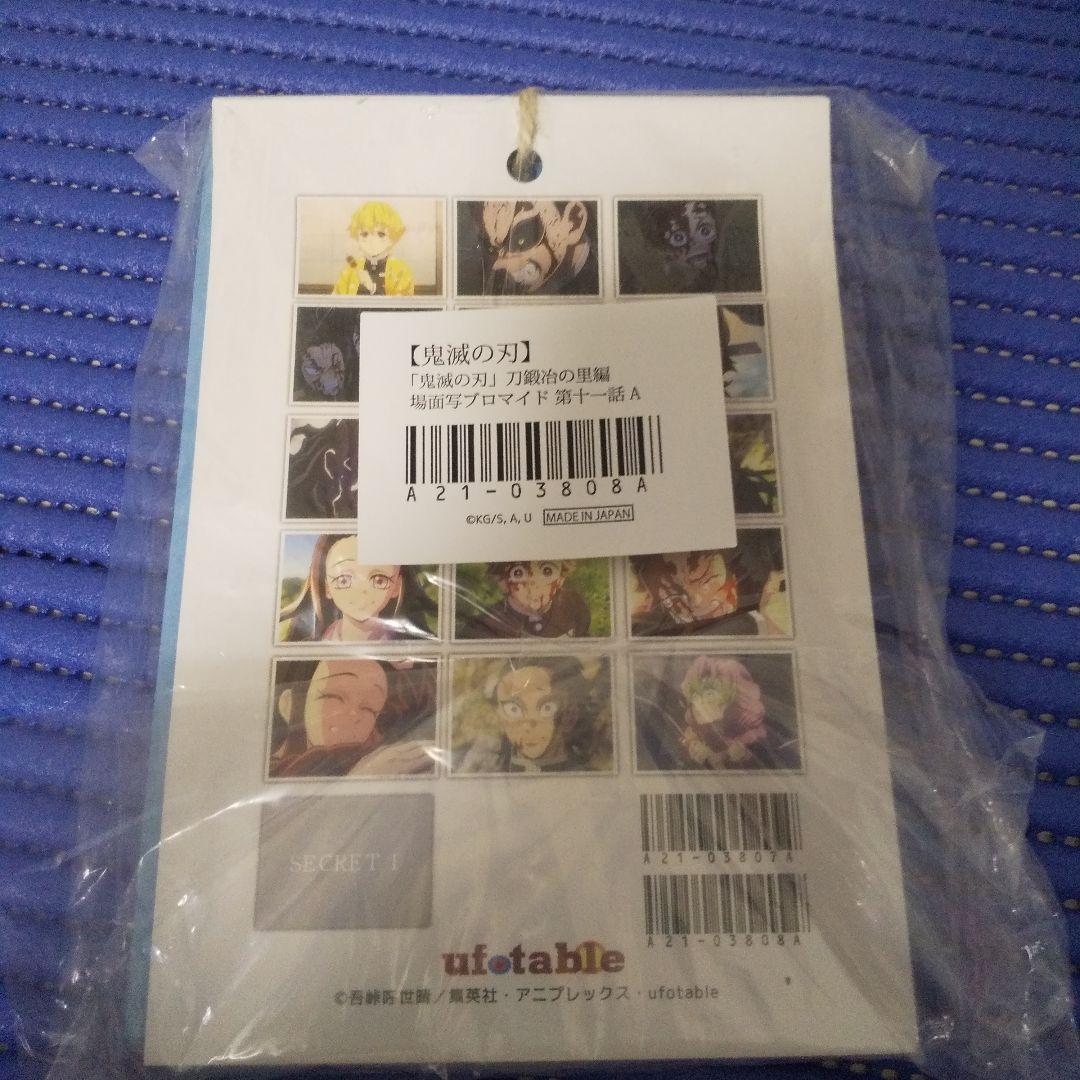 【鬼滅の刃】
「鬼滅の刃」刀鍛冶の里編
場面写ブロマイド 第十一話 A
A21-03808A
©KG/S, A, U MADE IN JAPAN
SECRET 1
A21-03807A
A21-03808A
ufotable
©吾峠呼世晴／集英社・アニプレックス・ufotable